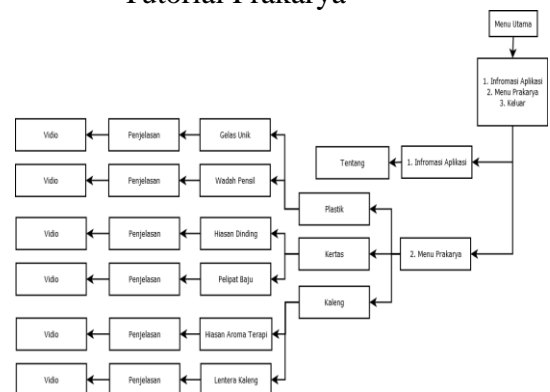 Tutorial Prakarya
Menu Utama
1. Infromasi Aplikasi
2. Menu Prakarya
3. Keluar
Vidio
Penjelasan
Gelas Unik
Tentang
1. Infromasi Aplikasi
Vidio
Penjelasan
Wadah Pensil
Plastik
Vidio
Penjelasan
Hiasan Dinding
Kertas
2. Menu Prakarya
Vidio
Penjelasan
Pelipat Baju
Kaleng
Vidio
Penjelasan
Hiasan Aroma Terapi
Vidio
Penjelasan
Lentera Kaleng